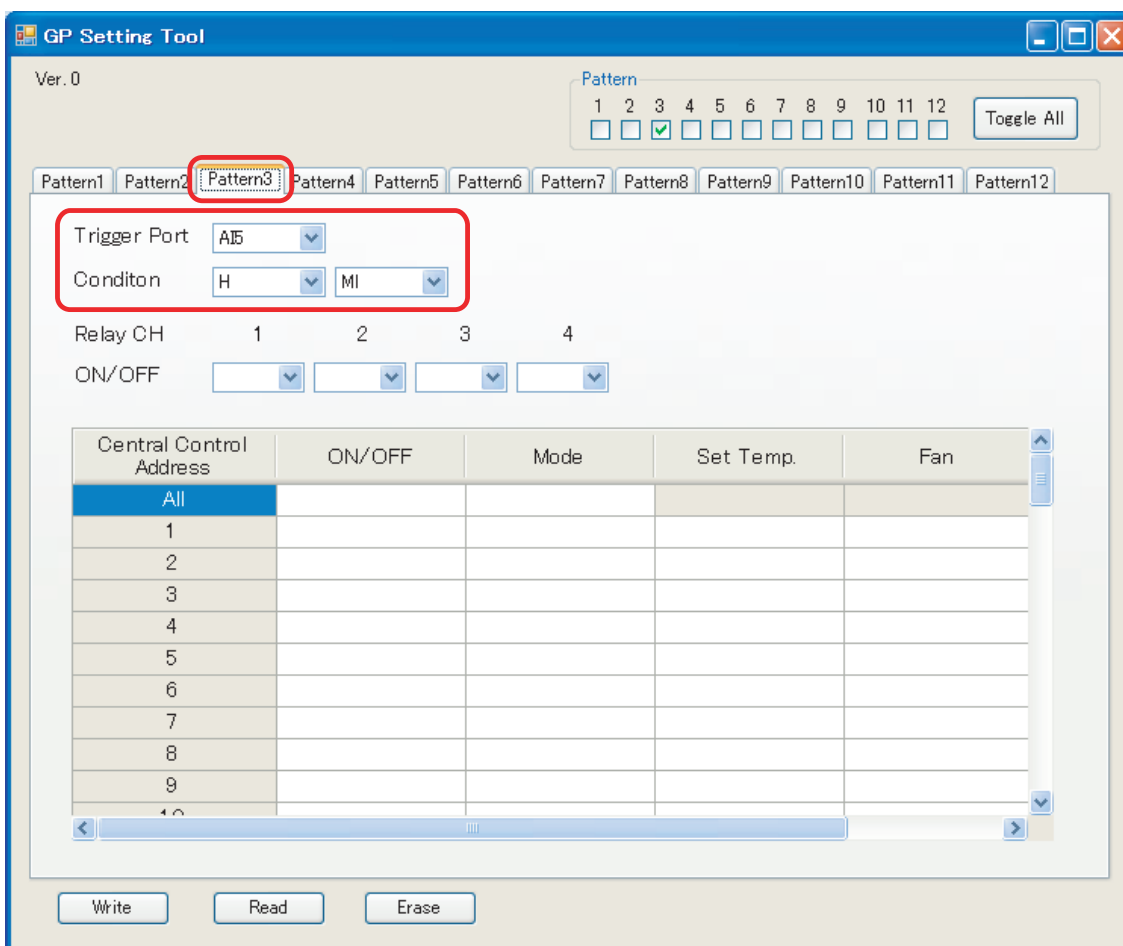 GP Setting Tool
Ver. 0
Pattern
1 2 3 4 5 6 7 8 9 10 11 12
Toggle All
Pattern1 Pattern2 Pattern3 Pattern4 Pattern5 Pattern6 Pattern7 Pattern8 Pattern9 Pattern10 Pattern11 Pattern12
Trigger Port AI5
Conditon H MI
Relay CH 1 2 3 4
ON/OFF
Central Control Address ON/OFF Mode Set Temp. Fan
All
1
2
3
4
5
6
7
8
9
10
Write Read Erase